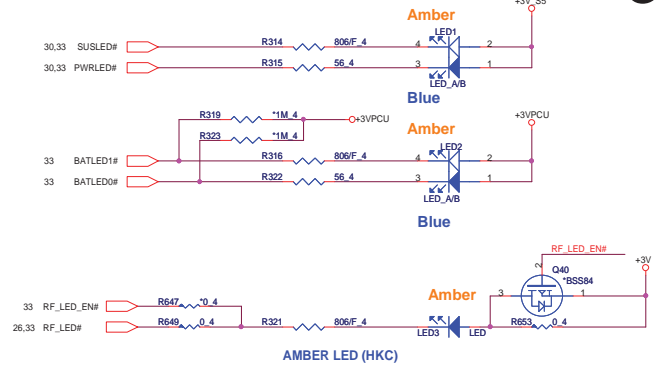 +3V_S5
Amber
LED1
30,33 SUSLED# R314 806/F_4 4 2
30,33 PWRLED# R315 56_4 3 1
LED_A/B
Blue
R319 *1M_4 +3VPCU +3VPCU
R323 *1M_4 Amber
LED2
33 BATLED1# R316 806/F_4 4 2
33 BATLED0# R322 56_4 3 1
LED_A/B
Blue
RF_LED_EN#
+3V
2 Q40
*BSS84
Amber 3 1
33 RF_LED_EN# R647 *0_4
26,33 RF_LED# R649 0_4 R321 806/F_4 LED3 LED R653 0_4
AMBER LED (HKC)